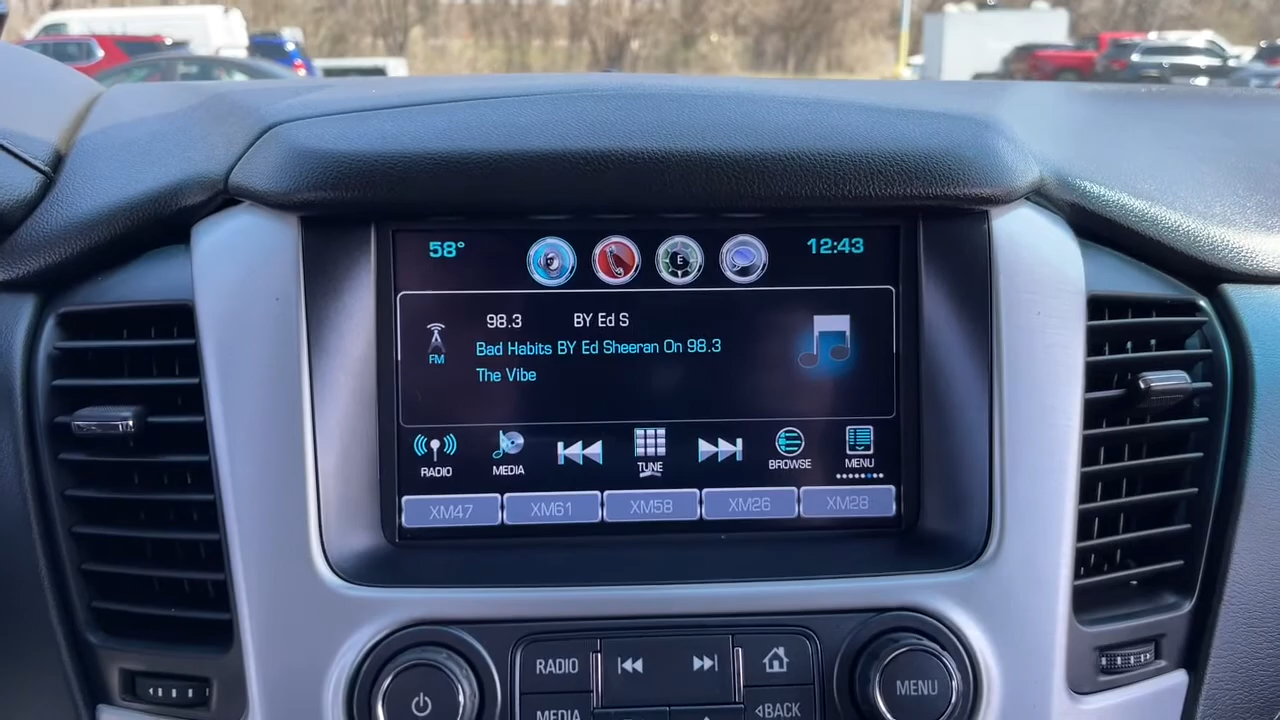 58° E 12:43
98.3 BY Ed S
Bad Habits BY Ed Sheeran On 98.3
The Vibe
FM
RADIO MEDIA TUNE BROWSE MENU
XM47 XM61 XM58 XM26 XM28
RADIO
MENU
MEDIA BACK